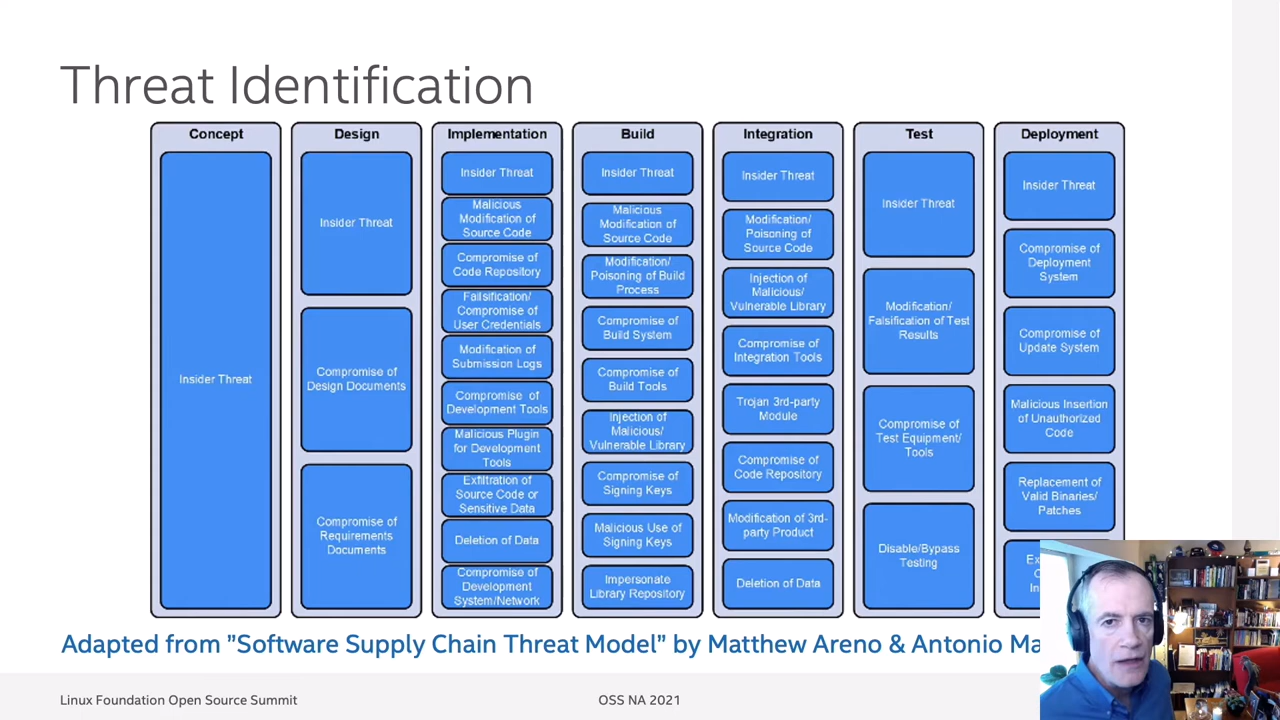 Threat Identification
Concept
Insider Threat
Design
Insider Threat
Compromise of
Design Documents
Compromise of
Requirements
Documents
Implementation
Insider Threat
Malicious
Modification of
Source Code
Compromise of
Code Repository
Fallsification/
Compromise of
User Credentials
Modification of
Submission Logs
Compromise of
Development Tools
Malicious Plugin
for Development
Tools
Exfiltration of
Source Code or
Sensitive Data
Deletion of Data
Compromise of
Development
System/Network
Build
Insider Threat
Malicious
Modification of
Source Code
Modification/
Poisoning of Build
Process
Compromise of
Build System
Compromise of
Build Tools
Injection of
Malicious/
Vulnerable Library
Compromise of
Signing Keys
Malicious Use of
Signing Keys
Impersonate
Library Repository
Integration
Insider Threat
Modification/
Poisoning of
Source Code
Injection of
Malicious/
Vulnerable Library
Compromise of
Integration Tools
Trojan 3rd-party
Module
Compromise of
Code Repository
Modification of 3rd-
party Product
Deletion of Data
Test
Insider Threat
Modification/
Falsification of Test
Results
Compromise of
Test Equipment/
Tools
Disable/Bypass
Testing
Deployment
Insider Threat
Compromise of
Deployment
System
Compromise of
Update System
Malicious Insertion
of Unauthorized
Code
Replacement of
Valid Binaries/
Patches
Adapted from ”Software Supply Chain Threat Model” by Matthew Areno & Antonio
Linux Foundation Open Source Summit
OSS NA 2021